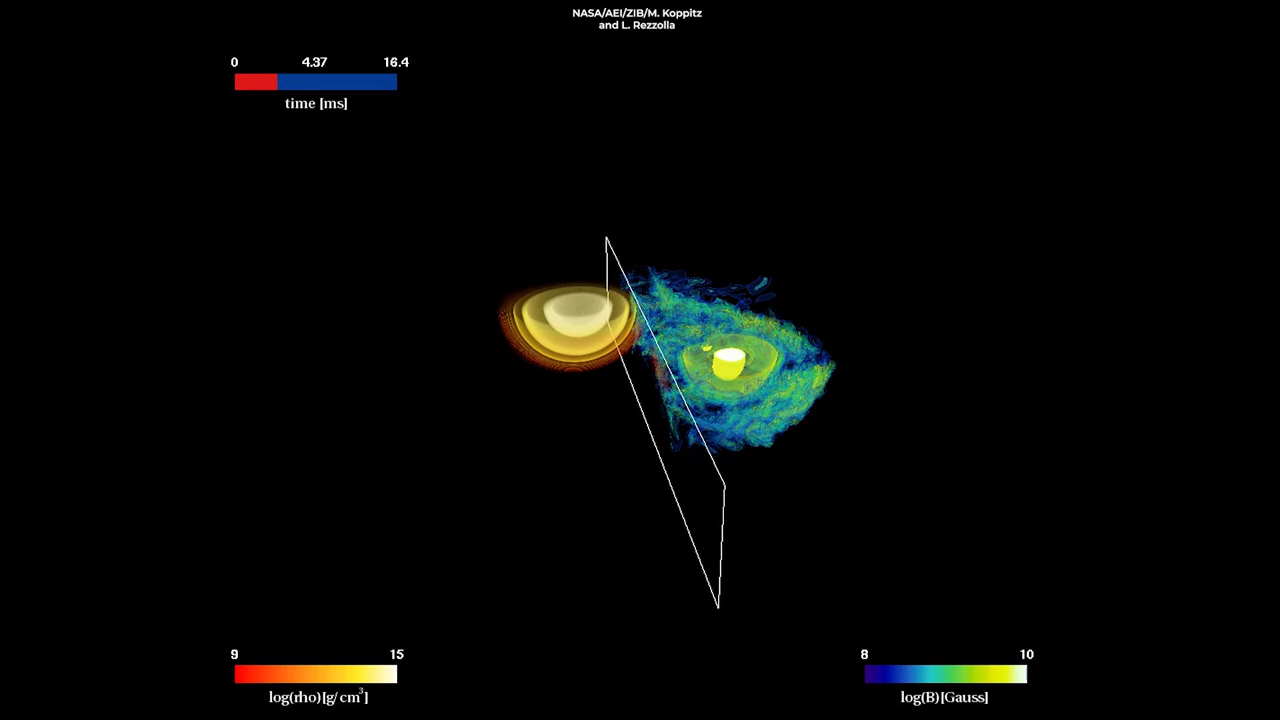 NASA/AEI/ZIB/M. Koppitz
and L. Rezzolla
0 4.37 16.4
time [ms]
9 15
log(rho)[g/cm³]
8 10
log(B)[Gauss]